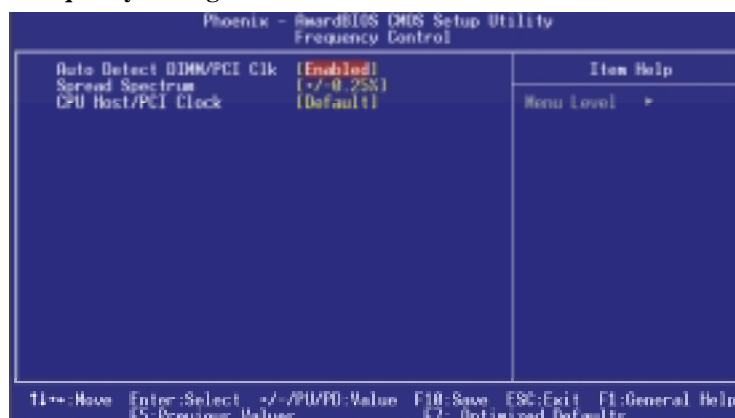 Phoenix - AwardBIOS CMOS Setup Utility
Frequency Control
Auto Detect DIMM/PCI Clk [Enabled]
Spread Spectrum [+/-0.25%]
CPU Host/PCI Clock [Default]
Item Help
Menu Level ►
↑↓→←:Move Enter:Select +/-/PU/PD:Value F10:Save ESC:Exit F1:General Help
F5:Previous Values F7: Optimized Defaults